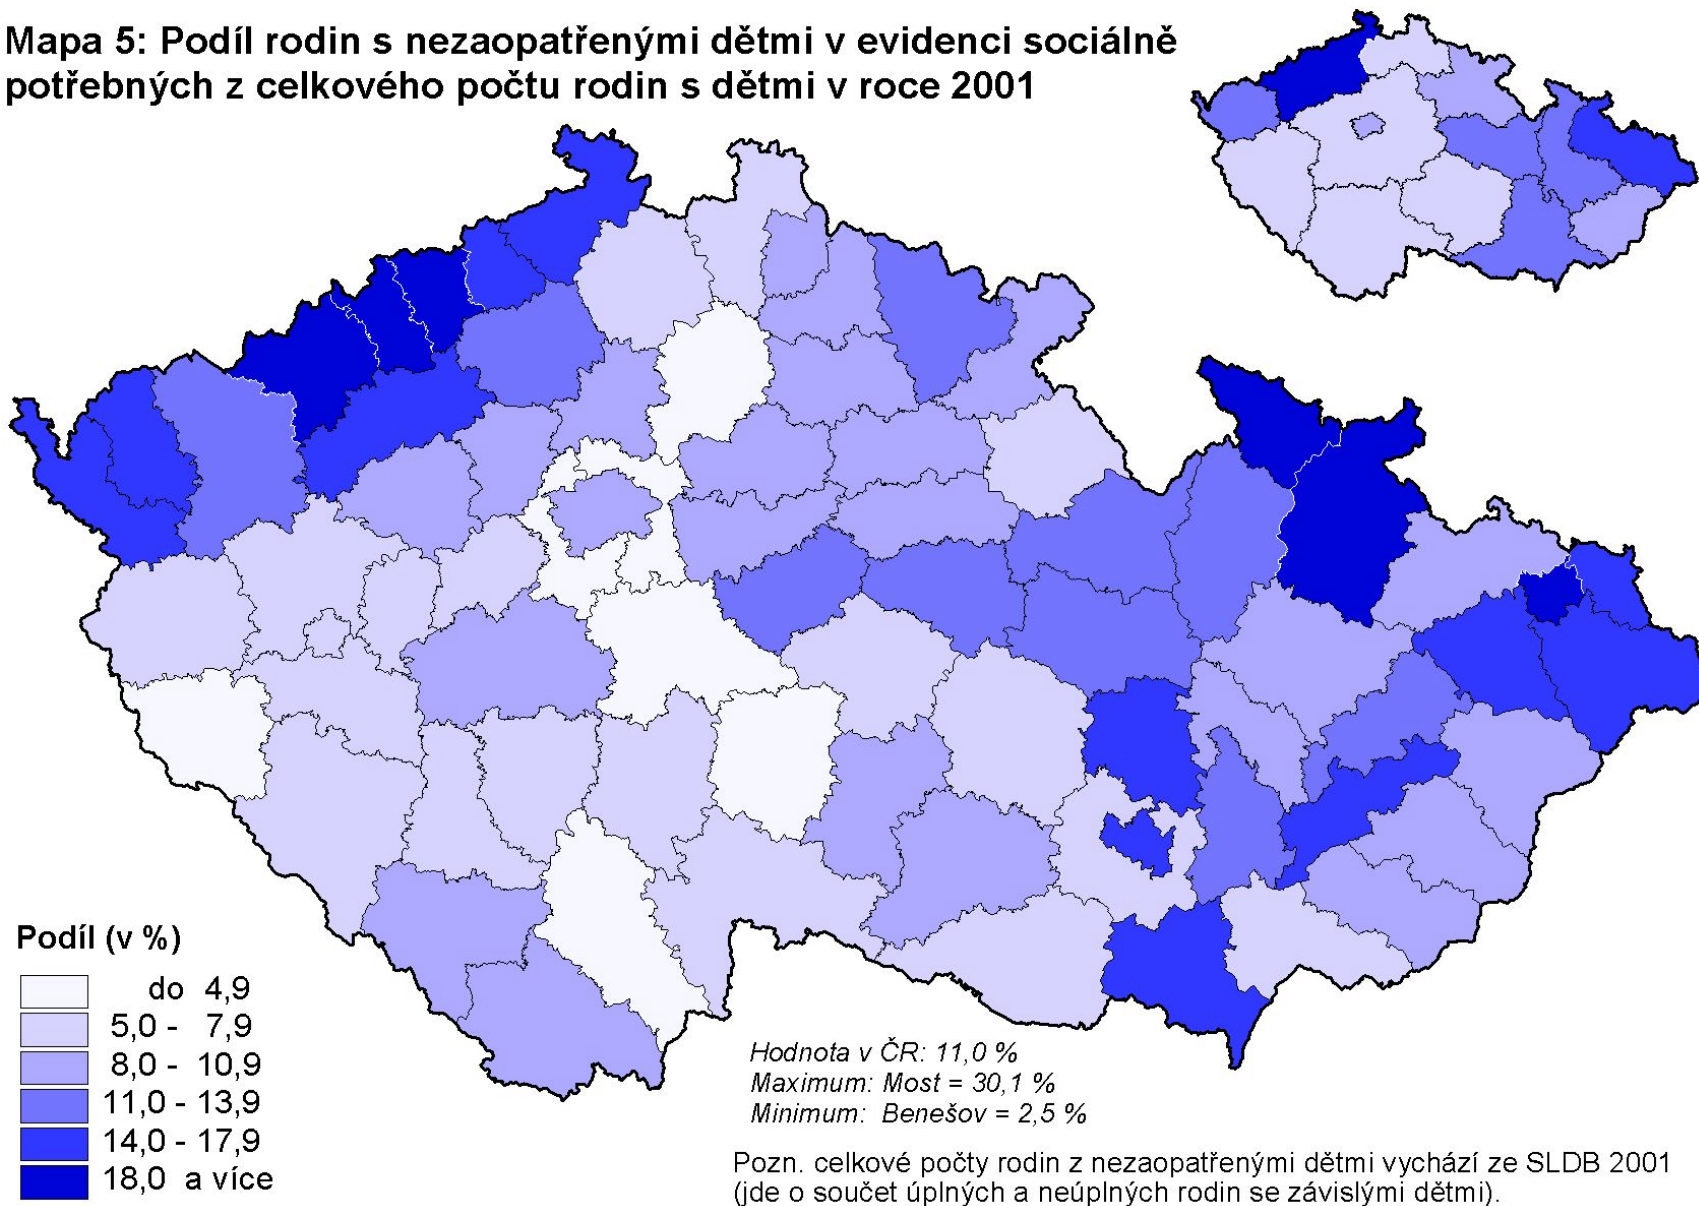 Mapa 5: Podíl rodin s nezaopatřenými dětmi v evidenci sociálně
potřebných z celkového počtu rodin s dětmi v roce 2001
Podíl (v %)
do 4,9
5,0 - 7,9
8,0 - 10,9
11,0 - 13,9
14,0 - 17,9
18,0 a více
Hodnota v ČR: 11,0 %
Maximum: Most = 30,1 %
Minimum: Benešov = 2,5 %
Pozn. celkové počty rodin z nezaopatřenými dětmi vychází ze SLDB 2001
(jde o součet úplných a neúplných rodin se závislými dětmi).